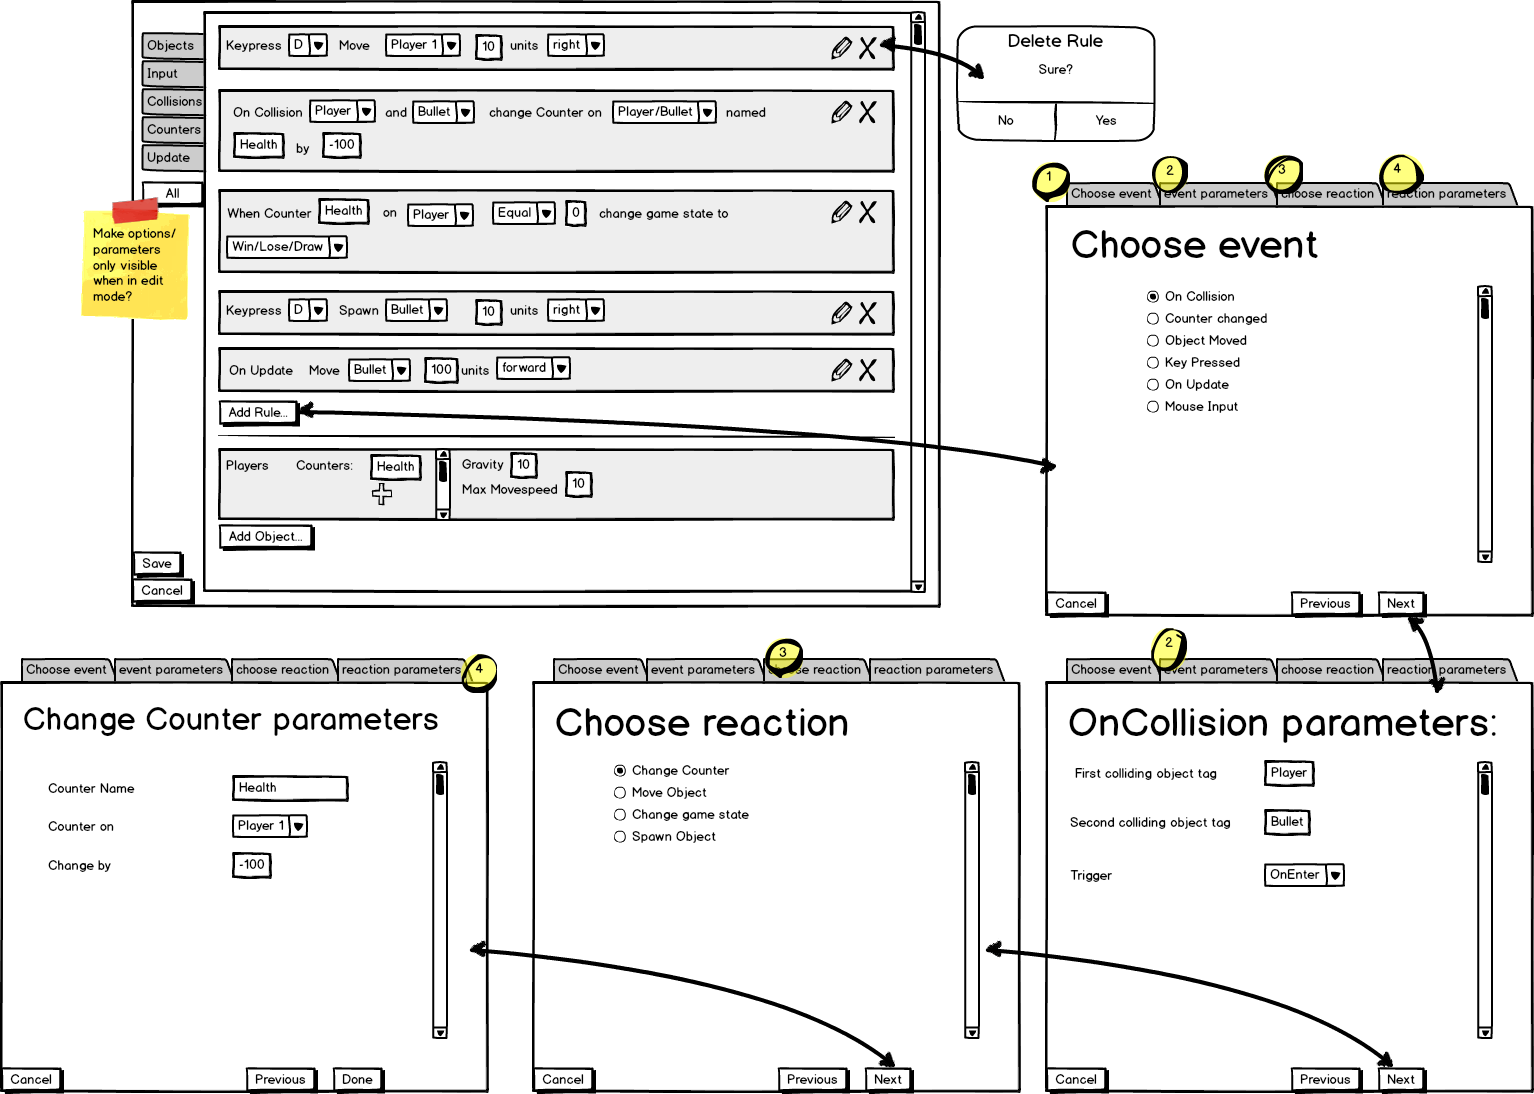 Objects
Input
Collisions
Counters
Update
All
Make options/
parameters
only visible
when in edit
mode?
Save
Cancel
Keypress D Move Player 1 10 units right
On Collision Player and Bullet change Counter on Player/Bullet named
Health by -100
When Counter Health on Player Equal 0 change game state to
Win/Lose/Draw
Keypress D Spawn Bullet 10 units right
On Update Move Bullet 100 units forward
Add Rule...
Players Counters: Health Gravity 10
Max Movespeed 10
Add Object...
Delete Rule
Sure?
No Yes
1 2 3 4
Choose event event parameters choose reaction reaction parameters
Choose event
On Collision
Counter changed
Object Moved
Key Pressed
On Update
Mouse Input
Cancel Previous Next
Choose event event parameters choose reaction reaction parameters 4
Change Counter parameters
Counter Name Health
Counter on Player 1
Change by -100
Cancel Previous Done
3
Choose event event parameters choose reaction reaction parameters
Choose reaction
Change Counter
Move Object
Change game state
Spawn Object
Cancel Previous Next
2
Choose event event parameters choose reaction reaction parameters
OnCollision parameters:
First colliding object tag Player
Second colliding object tag Bullet
Trigger OnEnter
Cancel Previous Next